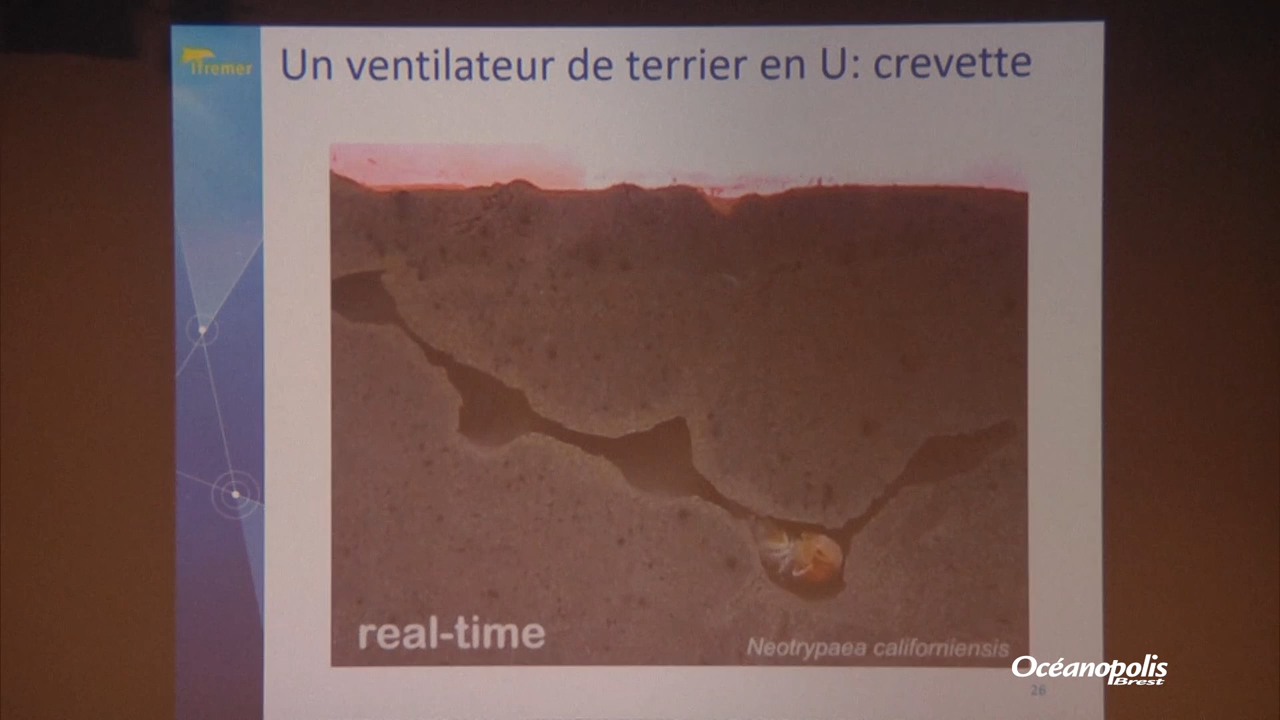 Ifremer
Un ventilateur de terrier en U: crevette
real-time
Neotrypaea californiensis
Océanopolis
Brest
26